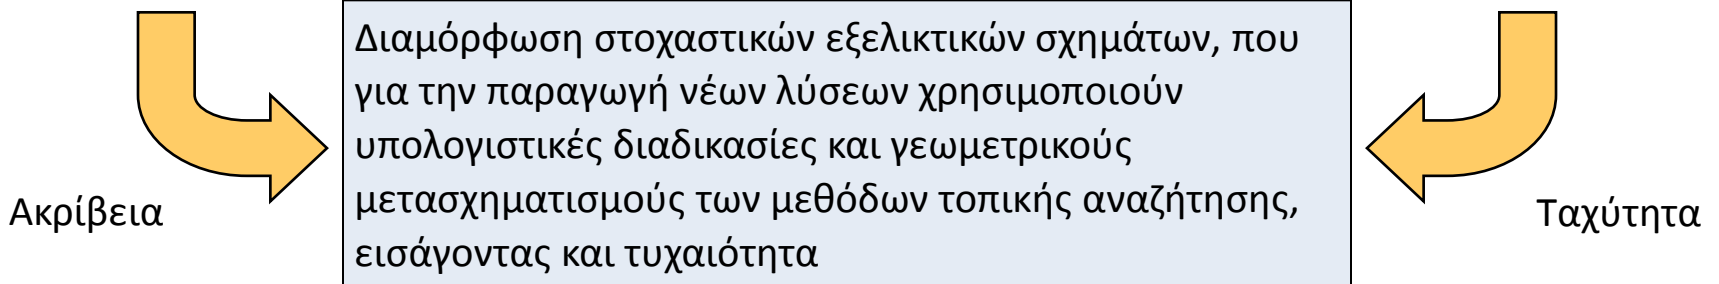 Διαμόρφωση στοχαστικών εξελικτικών σχημάτων, που
για την παραγωγή νέων λύσεων χρησιμοποιούν
υπολογιστικές διαδικασίες και γεωμετρικούς
μετασχηματισμούς των μεθόδων τοπικής αναζήτησης,
εισάγοντας και τυχαιότητα
Ακρίβεια
Ταχύτητα